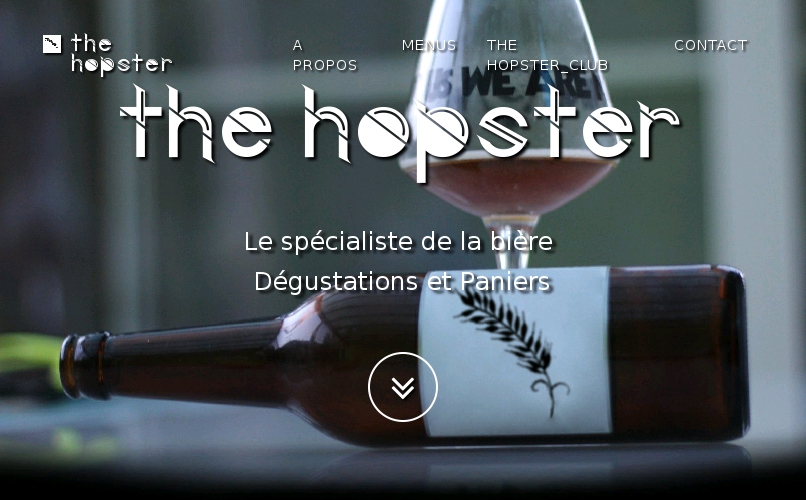 the
hopster
A
PROPOS
MENUS
THE
HOPSTER_CLUB
CONTACT
WE ARE
the hopster
Le spécialiste de la bière
Dégustations et Paniers